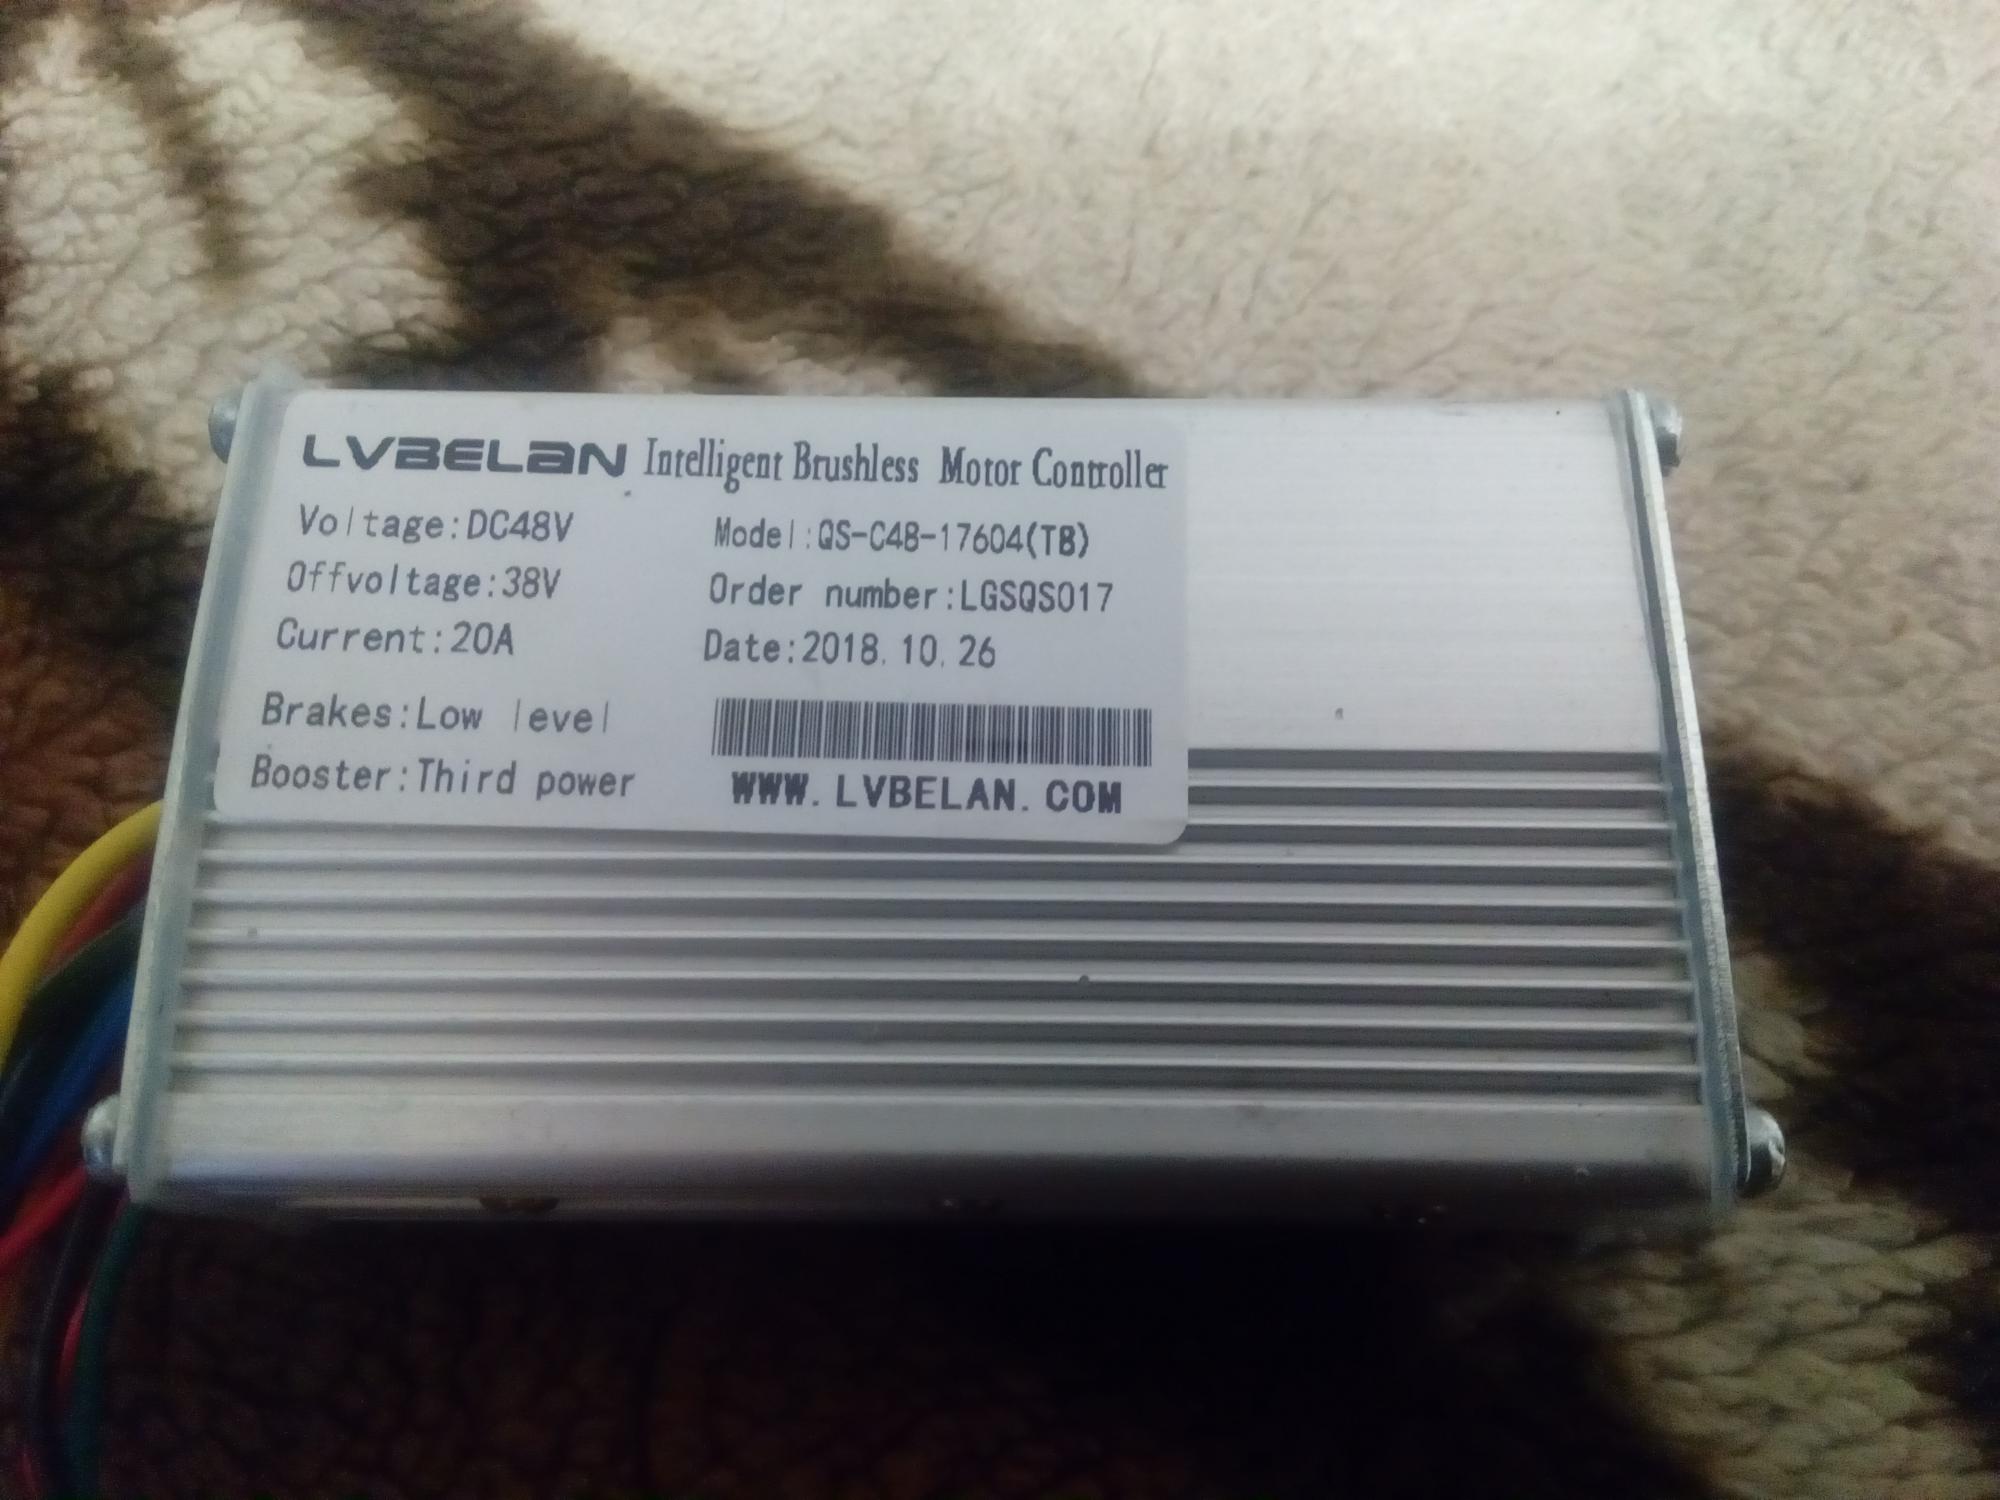 LVBELAN Intelligent Brushless Motor Controller
Voltage:DC48V
Offvoltage:38V
Current:20A
Brakes:Low level
Booster:Third power
Model:QS-C4B-17604(TB)
Order number:LGSQS017
Date:2018.10.26
WWW.LVBELAN.COM